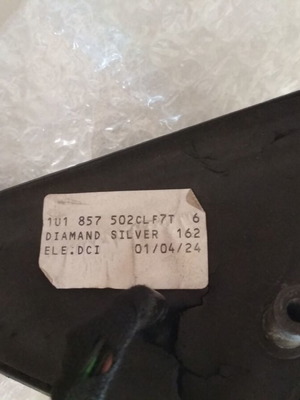 1U1 857 502CLF7T 6
DIAMAND SILVER 162
ELE.DCI 01/04/24